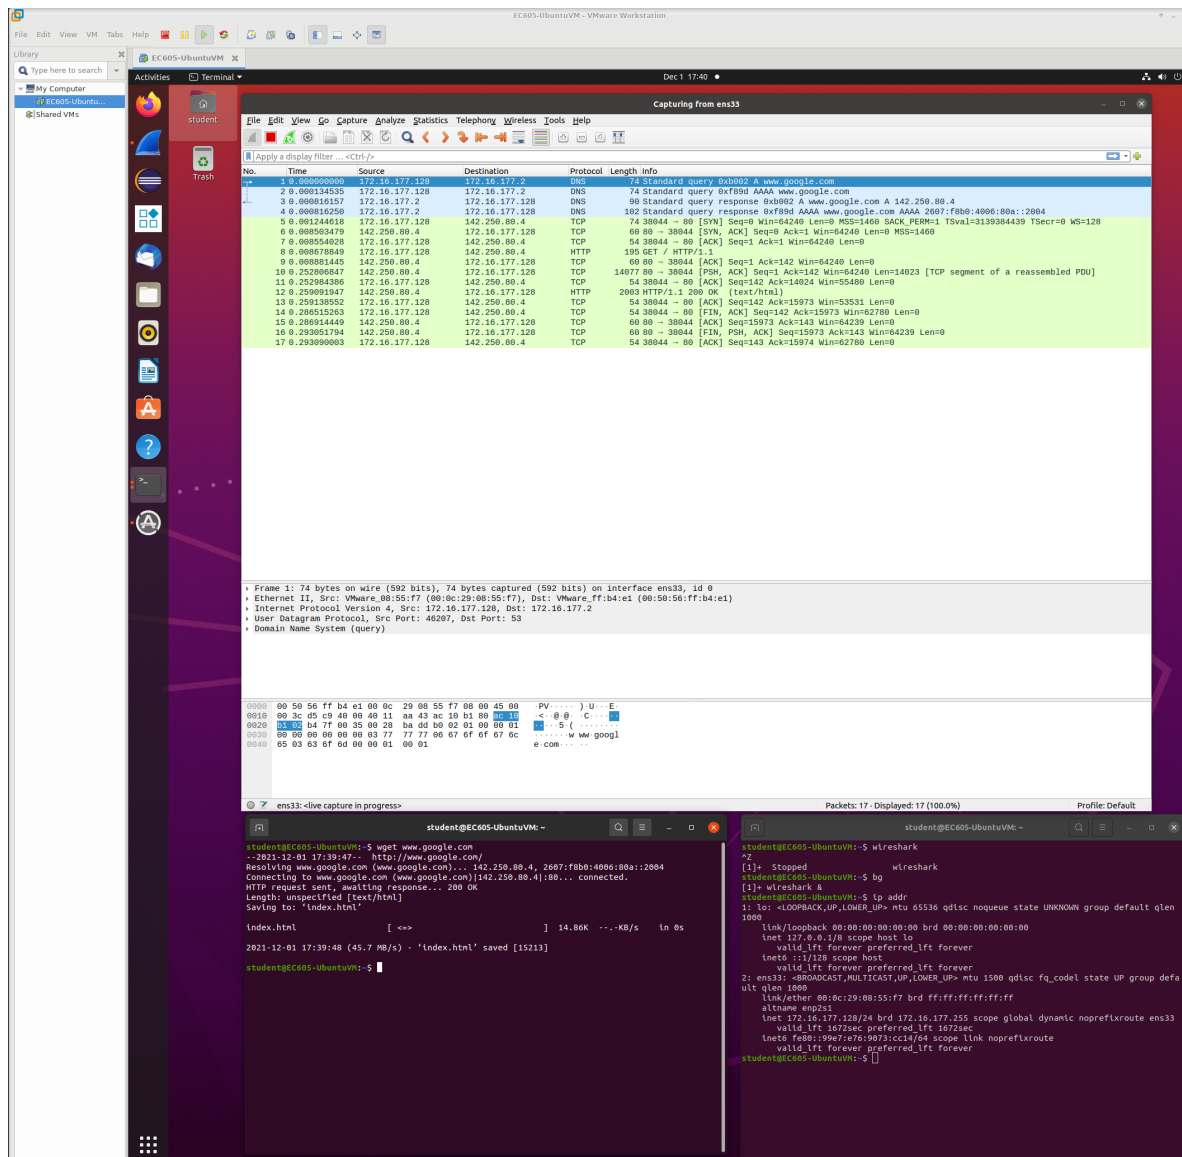 EC605-UbuntuVM - VMware Workstation
File Edit View VM Tabs Help
Library
Type here to search
My Computer
EC605-Ubuntu...
Shared VMs
EC605-UbuntuVM
Activities Terminal Dec 1 17:40
student
Trash
Capturing from ens33
File Edit View Go Capture Analyze Statistics Telephony Wireless Tools Help
Apply a display filter ... <Ctrl-/>
No. Time Source Destination Protocol Length Info
1 0.000000000 172.16.177.128 172.16.177.2 DNS 74 Standard query 0xb002 A www.google.com
2 0.000134535 172.16.177.128 172.16.177.2 DNS 74 Standard query 0xf89d AAAA www.google.com
3 0.000816157 172.16.177.2 172.16.177.128 DNS 90 Standard query response 0xb002 A www.google.com A 142.250.80.4
4 0.000816250 172.16.177.2 172.16.177.128 DNS 102 Standard query response 0xf89d AAAA www.google.com AAAA 2607:f8b0:4006:80a::2004
5 0.001244618 172.16.177.128 142.250.80.4 TCP 74 38044 → 80 [SYN] Seq=0 Win=64240 Len=0 MSS=1460 SACK_PERM=1 TSval=3139384439 TSecr=0 WS=128
6 0.008503479 142.250.80.4 172.16.177.128 TCP 60 80 → 38044 [SYN, ACK] Seq=0 Ack=1 Win=64240 Len=0 MSS=1460
7 0.008554028 172.16.177.128 142.250.80.4 TCP 54 38044 → 80 [ACK] Seq=1 Ack=1 Win=64240 Len=0
8 0.008678849 172.16.177.128 142.250.80.4 HTTP 195 GET / HTTP/1.1
9 0.008881445 142.250.80.4 172.16.177.128 TCP 60 80 → 38044 [ACK] Seq=1 Ack=142 Win=64240 Len=0
10 0.252806847 142.250.80.4 172.16.177.128 TCP 14077 80 → 38044 [PSH, ACK] Seq=1 Ack=142 Win=64240 Len=14023 [TCP segment of a reassembled PDU]
11 0.252984386 172.16.177.128 142.250.80.4 TCP 54 38044 → 80 [ACK] Seq=142 Ack=14024 Win=55480 Len=0
12 0.259091947 142.250.80.4 172.16.177.128 HTTP 2003 HTTP/1.1 200 OK (text/html)
13 0.259138552 172.16.177.128 142.250.80.4 TCP 54 38044 → 80 [ACK] Seq=142 Ack=15973 Win=53531 Len=0
14 0.286515263 172.16.177.128 142.250.80.4 TCP 54 38044 → 80 [FIN, ACK] Seq=142 Ack=15973 Win=62780 Len=0
15 0.286914449 142.250.80.4 172.16.177.128 TCP 60 80 → 38044 [ACK] Seq=15973 Ack=143 Win=64239 Len=0
16 0.293051794 142.250.80.4 172.16.177.128 TCP 60 80 → 38044 [FIN, PSH, ACK] Seq=15973 Ack=143 Win=64239 Len=0
17 0.293090003 172.16.177.128 142.250.80.4 TCP 54 38044 → 80 [ACK] Seq=143 Ack=15974 Win=62780 Len=0
Frame 1: 74 bytes on wire (592 bits), 74 bytes captured (592 bits) on interface ens33, id 0
Ethernet II, Src: VMware_08:55:f7 (00:0c:29:08:55:f7), Dst: VMware_ff:b4:e1 (00:50:56:ff:b4:e1)
Internet Protocol Version 4, Src: 172.16.177.128, Dst: 172.16.177.2
User Datagram Protocol, Src Port: 46207, Dst Port: 53
Domain Name System (query)
0000 00 50 56 ff b4 e1 00 0c 29 08 55 f7 08 00 45 00 ·PV····· )·U···E·
0010 00 3c d5 c9 40 00 40 11 aa 43 ac 10 b1 80 ac 10 ·<··@·@· ·C······
0020 b1 02 b4 7f 00 35 00 28 ba dd b0 02 01 00 00 01 ·····5·( ········
0030 00 00 00 00 00 00 03 77 77 77 06 67 6f 6f 67 6c ·······w ww·googl
0040 65 03 63 6f 6d 00 00 01 00 01 e·com··· ··
ens33: <live capture in progress> Packets: 17 · Displayed: 17 (100.0%) Profile: Default
student@EC605-UbuntuVM: ~
student@EC605-UbuntuVM:~$ wget www.google.com
--2021-12-01 17:39:47-- http://www.google.com/
Resolving www.google.com (www.google.com)... 142.250.80.4, 2607:f8b0:4006:80a::2004
Connecting to www.google.com (www.google.com)|142.250.80.4|:80... connected.
HTTP request sent, awaiting response... 200 OK
Length: unspecified [text/html]
Saving to: ‘index.html’
index.html [ <=> ] 14.86K --.-KB/s in 0s
2021-12-01 17:39:48 (45.7 MB/s) - ‘index.html’ saved [15213]
student@EC605-UbuntuVM:~$
student@EC605-UbuntuVM: ~
student@EC605-UbuntuVM:~$ wireshark
^Z
[1]+ Stopped wireshark
student@EC605-UbuntuVM:~$ bg
[1]+ wireshark &
student@EC605-UbuntuVM:~$ ip addr
1: lo: <LOOPBACK,UP,LOWER_UP> mtu 65536 qdisc noqueue state UNKNOWN group default qlen
1000
link/loopback 00:00:00:00:00:00 brd 00:00:00:00:00:00
inet 127.0.0.1/8 scope host lo
valid_lft forever preferred_lft forever
inet6 ::1/128 scope host
valid_lft forever preferred_lft forever
2: ens33: <BROADCAST,MULTICAST,UP,LOWER_UP> mtu 1500 qdisc fq_codel state UP group defa
ult qlen 1000
link/ether 00:0c:29:08:55:f7 brd ff:ff:ff:ff:ff:ff
altname enp2s1
inet 172.16.177.128/24 brd 172.16.177.255 scope global dynamic noprefixroute ens33
valid_lft 1672sec preferred_lft 1672sec
inet6 fe80::99e7:e76:9073:cc14/64 scope link noprefixroute
valid_lft forever preferred_lft forever
student@EC605-UbuntuVM:~$